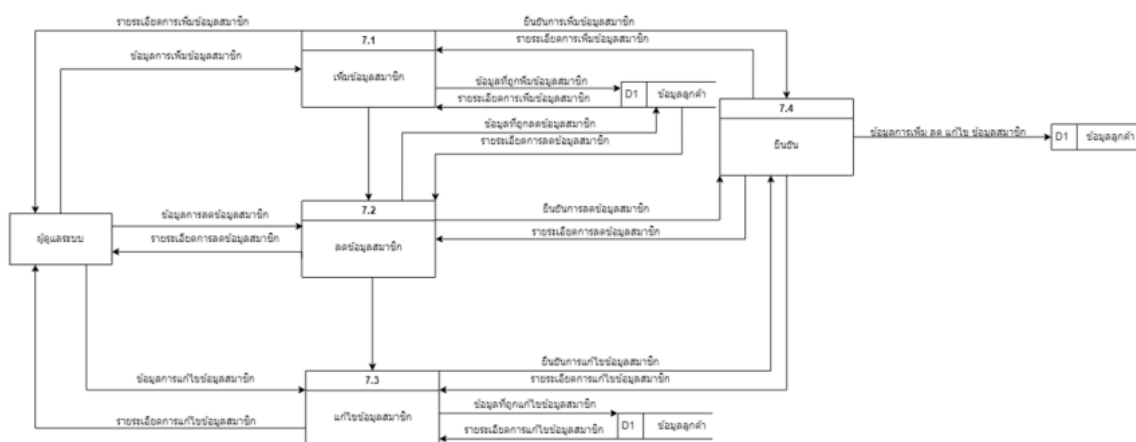 รายระเอียดการเพิ่มข้อมูลสมาชิก
ยืนยันการเพิ่มข้อมูลสมาชิก
7.1
รายระเอียดการเพิ่มข้อมูลสมาชิก
ข้อมูลการเพิ่มข้อมูลสมาชิก
เพิ่มข้อมูลสมาชิก
ข้อมูลที่ถูกเพิ่มข้อมูลสมาชิก
D1 ข้อมูลลูกค้า
รายระเอียดการเพิ่มข้อมูลสมาชิก
7.4
ข้อมูลที่ถูกลดข้อมูลสมาชิก
ข้อมูลการเพิ่ม ลด แก้ไข ข้อมูลสมาชิก
D1 ข้อมูลลูกค้า
รายระเอียดการลดข้อมูลสมาชิก
ยืนยัน
ยืนยันการลดข้อมูลสมาชิก
7.2
ข้อมูลการลดข้อมูลสมาชิก
ผู้ดูแลระบบ
รายระเอียดการลดข้อมูลสมาชิก
รายระเอียดการลดข้อมูลสมาชิก
ลดข้อมูลสมาชิก
ยืนยันการแก้ไขข้อมูลสมาชิก
7.3
ข้อมูลการแก้ไขข้อมูลสมาชิก
รายระเอียดการแก้ไขข้อมูลสมาชิก
ข้อมูลที่ถูกแก้ไขข้อมูลสมาชิก
แก้ไขข้อมูลสมาชิก
รายระเอียดการแก้ไขข้อมูลสมาชิก
D1 ข้อมูลลูกค้า
รายระเอียดการแก้ไขข้อมูลสมาชิก